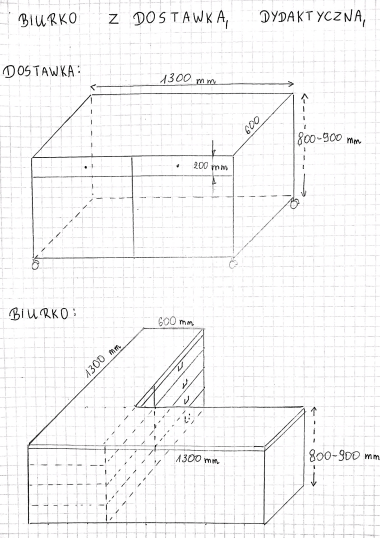 BIURKO Z DOSTAWKĄ DYDAKTYCZNĄ
DOSTAWKA:
1300 mm
600
800-900 mm
200 mm
BIURKO:
600 mm
1300 mm
1300 mm
800-900 mm